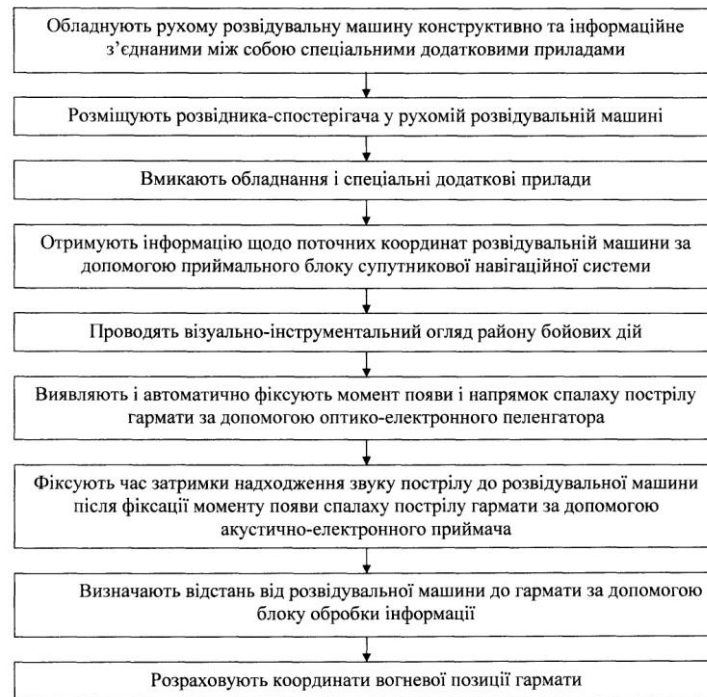 Обладнують рухому розвідувальну машину конструктивно та інформаційне
з’єднаними між собою спеціальними додатковими приладами
Розміщують розвідника-спостерігача у рухомій розвідувальній машині
Вмикають обладнання і спеціальні додаткові прилади
Отримують інформацію щодо поточних координат розвідувальній машини за
допомогою приймального блоку супутникової навігаційної системи
Проводять візуально-інструментальний огляд району бойових дій
Виявляють і автоматично фіксують момент появи і напрямок спалаху пострілу
гармати за допомогою оптико-електронного пеленгатора
Фіксують час затримки надходження звуку пострілу до розвідувальної машини
після фіксації моменту появи спалаху пострілу гармати за допомогою
акустично-електронного приймача
Визначають відстань від розвідувальної машини до гармати за допомогою
блоку обробки інформації
Розраховують координати вогневої позиції гармати